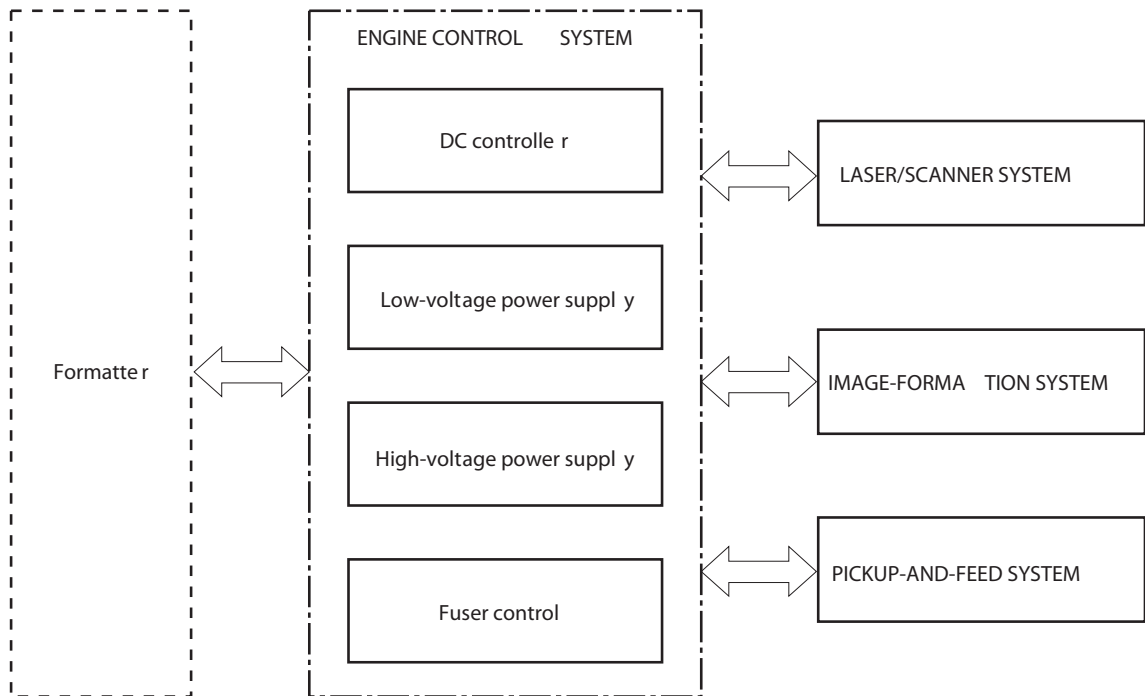 ENGINE CONTROL SYSTEM
DC controller
LASER/SCANNER SYSTEM
Low-voltage power supply
Formatter
IMAGE-FORMATION SYSTEM
High-voltage power supply
PICKUP-AND-FEED SYSTEM
Fuser control